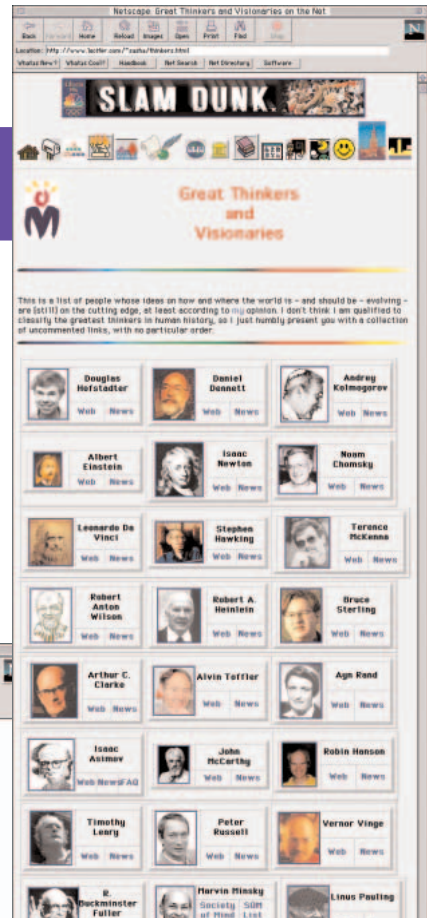 Netscape: Great Thinkers and Visionaries on the Net
Back Forward Home Reload Images Open Print Find Stop
N
Location: http://www.lucifer.com/~sasha/thinkers.html
What's New? What's Cool? Handbook Net Search Net Directory Software
SLAM DUNK.
Great Thinkers
and
Visionaries
This is a list of people whose ideas on how and where the world is - and should be - evolving -
are [still] on the cutting edge, at least according to my opinion. I don't think I am qualified to
classify the greatest thinkers in human history, so I just humbly present you with a collection
of uncommented links, with no particular order.
Douglas
Hofstadter
Web News
Daniel
Dennett
Web News
Andrey
Kolmogorov
Web News
Albert
Einstein
Web News
Isaac
Newton
Web News
Noam
Chomsky
Web News
Leonardo Da
Vinci
Web News
Stephen
Hawking
Web News
Terence
McKenna
Web News
Robert
Anton
Wilson
Web News
Robert A.
Heinlein
Web News
Bruce
Sterling
Web News
Arthur C.
Clarke
Web News
Alvin Toffler
Web News
Ayn Rand
Web News
Isaac
Asimov
Web News FAQ
John
McCarthy
Web News
Robin Hanson
Web News
Timothy
Leary
Web News
Peter
Russell
Web News
Vernor Vinge
Web News
R.
Buckminster
Fuller
Marvin Minsky
Society of Mind
SOM List
Linus Pauling